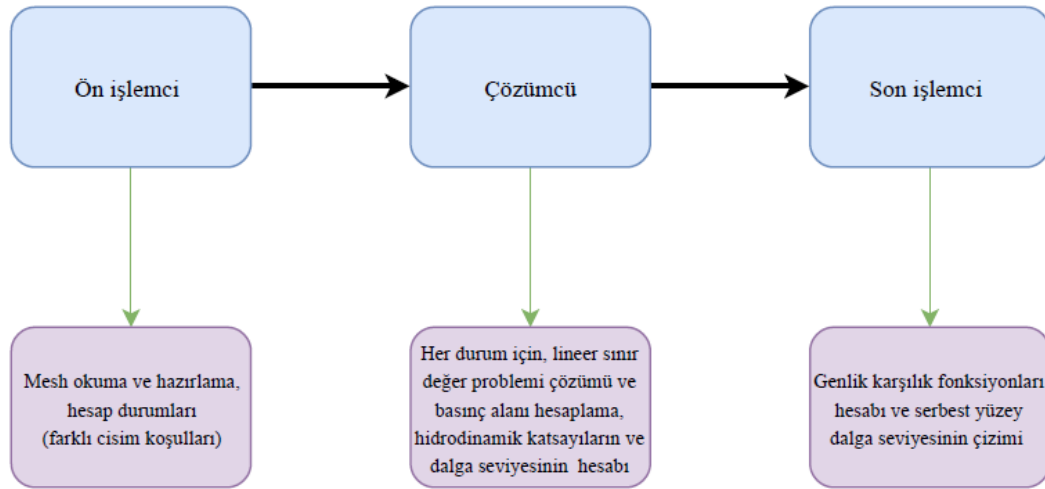 Ön işlemci
Çözümcü
Son işlemci
Mesh okuma ve hazırlama,
hesap durumları
(farklı cisim koşulları)
Her durum için, lineer sınır
değer problemi çözümü ve
basınç alanı hesaplama,
hidrodinamik katsayıların ve
dalga seviyesinin hesabı
Genlik karşılık fonksiyonları
hesabı ve serbest yüzey
dalga seviyesinin çizimi